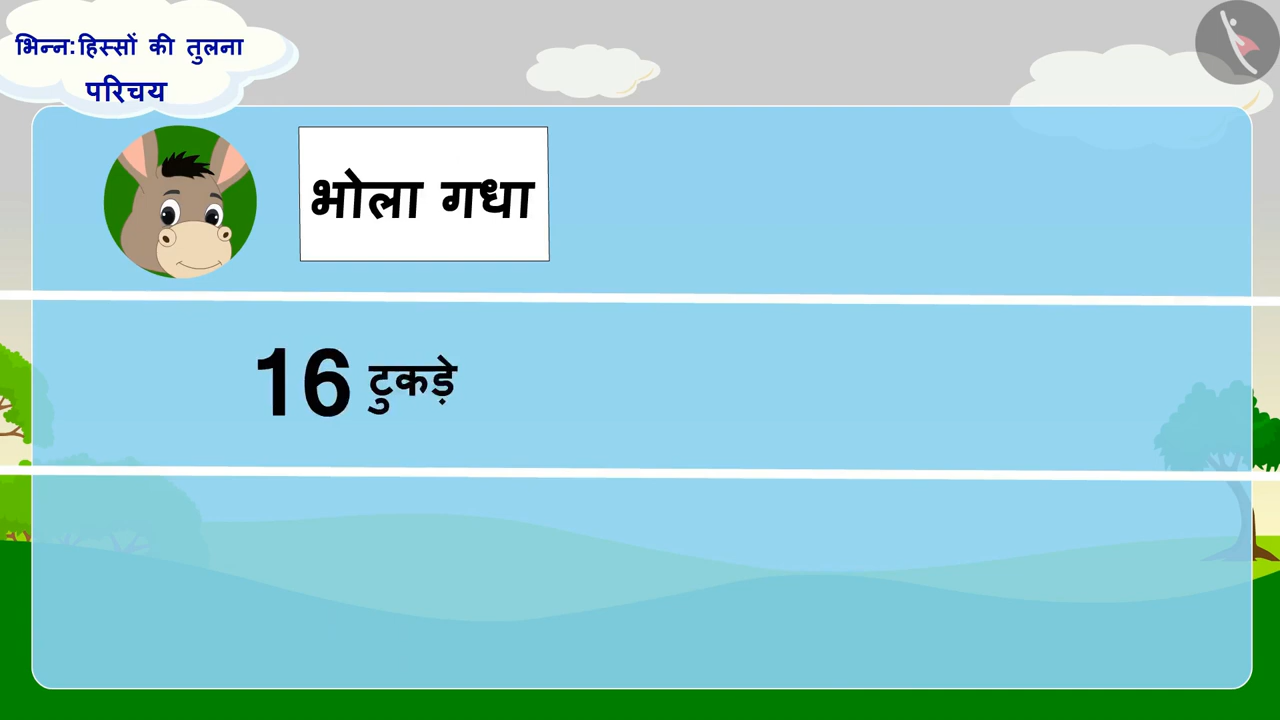 भिन्न:हिस्सों की तुलना
परिचय
भोला गधा
16 टुकड़े